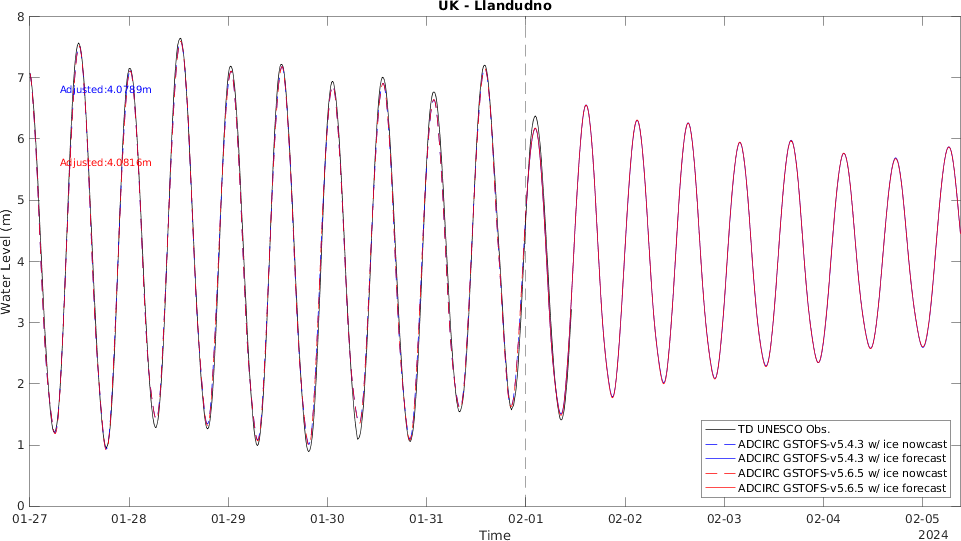 UK - Llandudno
8
7
6
5
4
3
2
1
0
Water Level (m)
Adjusted:4.0789m
Adjusted:4.0816m
TD UNESCO Obs.
ADCIRC GSTOFS-v5.4.3 w/ ice nowcast
ADCIRC GSTOFS-v5.4.3 w/ ice forecast
ADCIRC GSTOFS-v5.6.5 w/ ice nowcast
ADCIRC GSTOFS-v5.6.5 w/ ice forecast
01-27 01-28 01-29 01-30 01-31 02-01 02-02 02-03 02-04 02-05
Time
2024